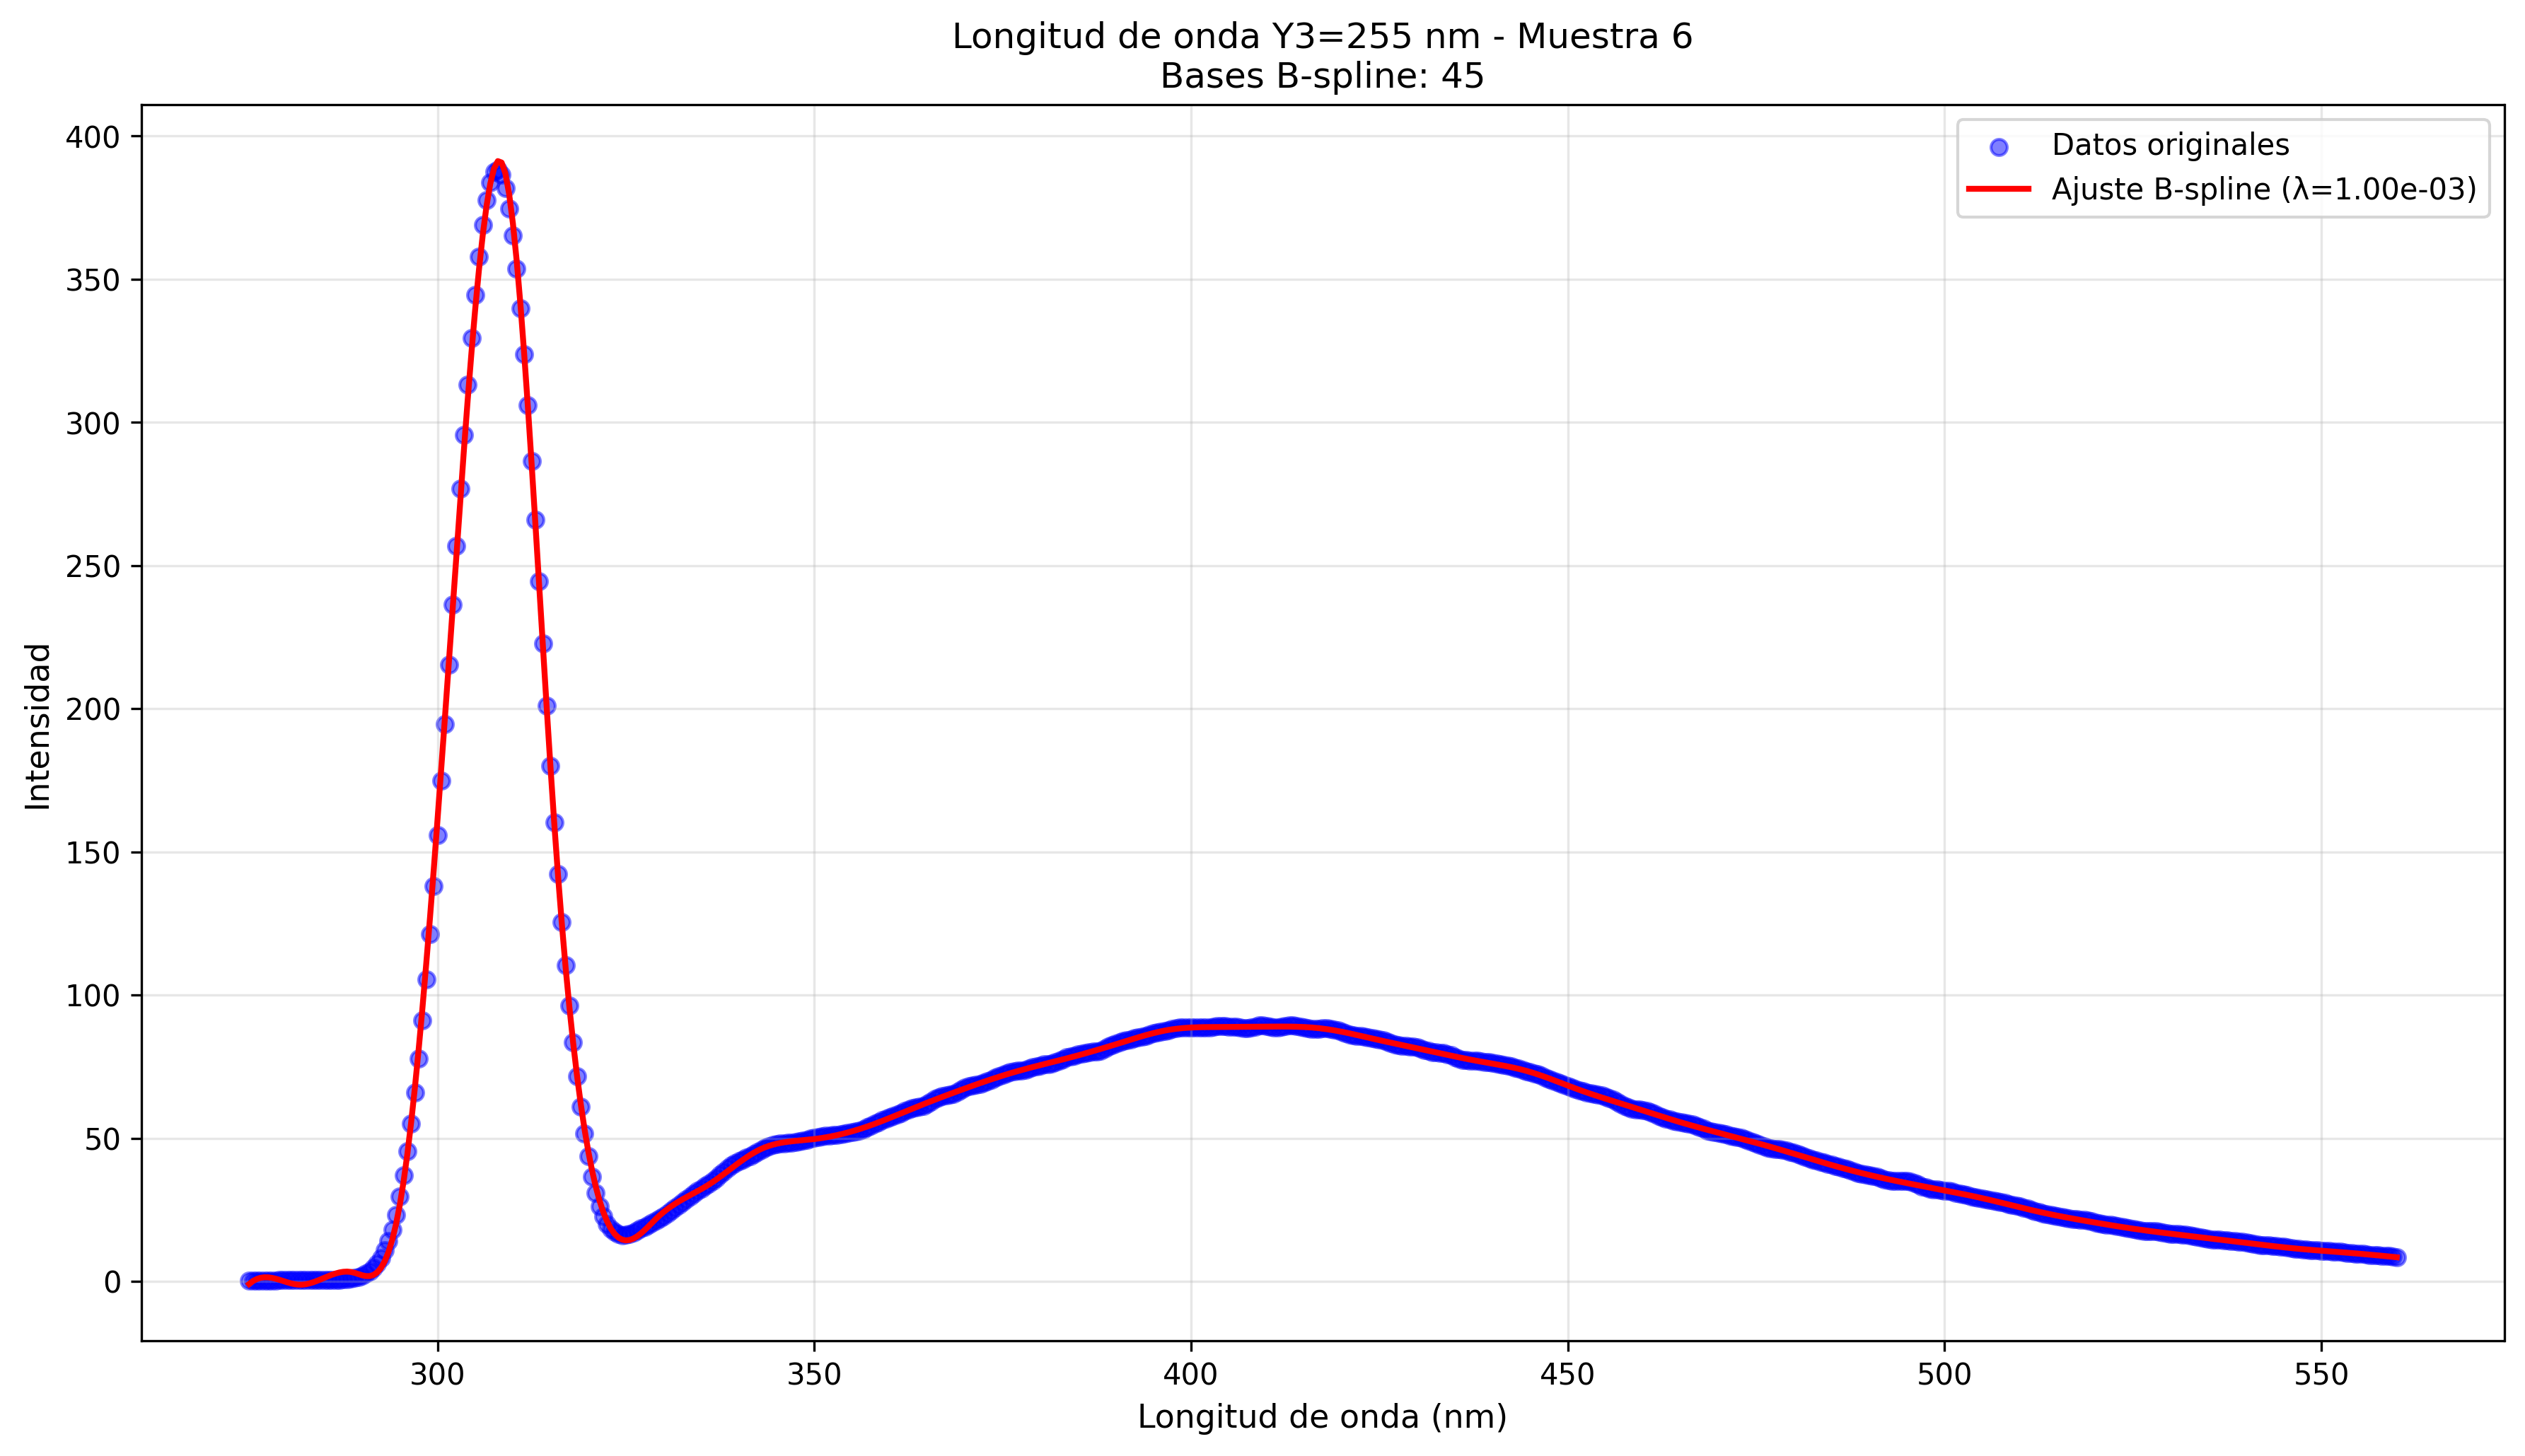 Longitud de onda Y3=255 nm - Muestra 6
Bases B-spline: 45
Datos originales
Ajuste B-spline (λ=1.00e-03)
Intensidad
400
350
300
250
200
150
100
50
0
300 350 400 450 500 550
Longitud de onda (nm)